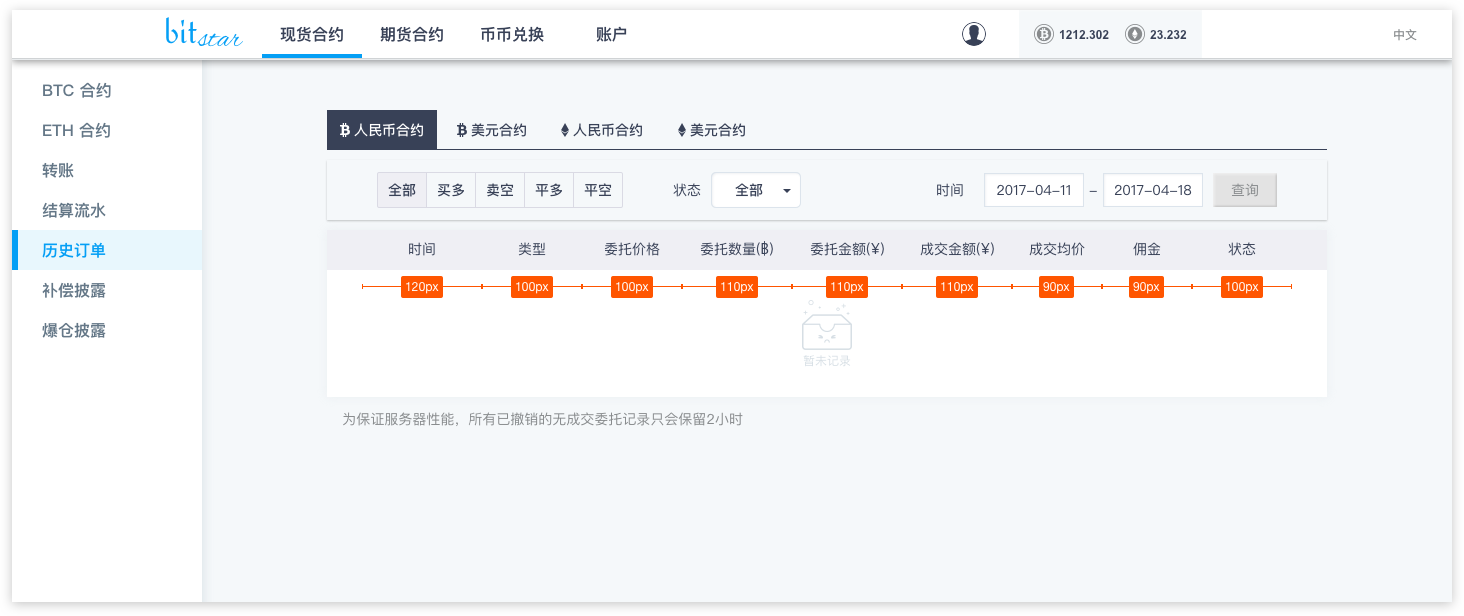 bitstar 现货合约 期货合约 币币兑换 账户 1212.302 23.232 中文
BTC 合约
ETH 合约
转账
结算流水
历史订单
补偿披露
爆仓披露
人民币合约 美元合约 人民币合约 美元合约
全部 买多 卖空 平多 平空 状态 全部 时间 2017-04-11 – 2017-04-18 查询
时间 类型 委托价格 委托数量(฿) 委托金额(¥) 成交金额(¥) 成交均价 佣金 状态
120px 100px 100px 110px 110px 110px 90px 90px 100px
暂未记录
为保证服务器性能，所有已撤销的无成交委托记录只会保留2小时